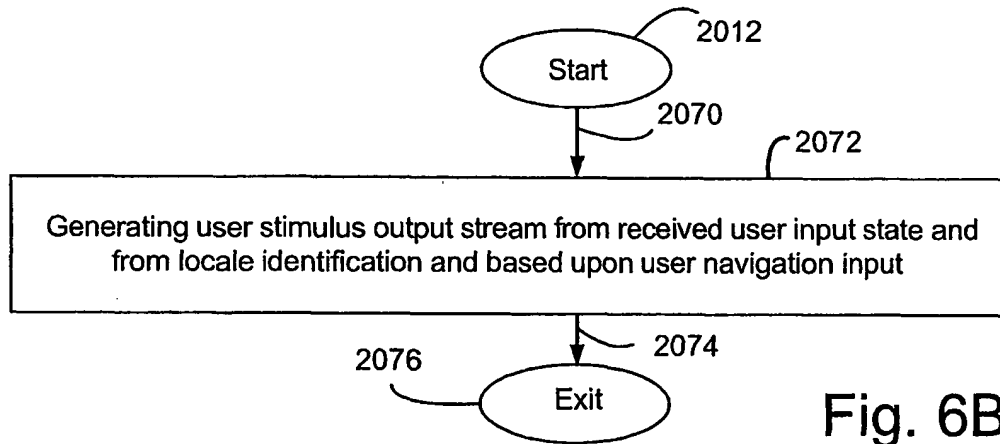 2012
Start
2070
2072
Generating user stimulus output stream from received user input state and
from locale identification and based upon user navigation input
2074
2076
Exit
Fig. 6B